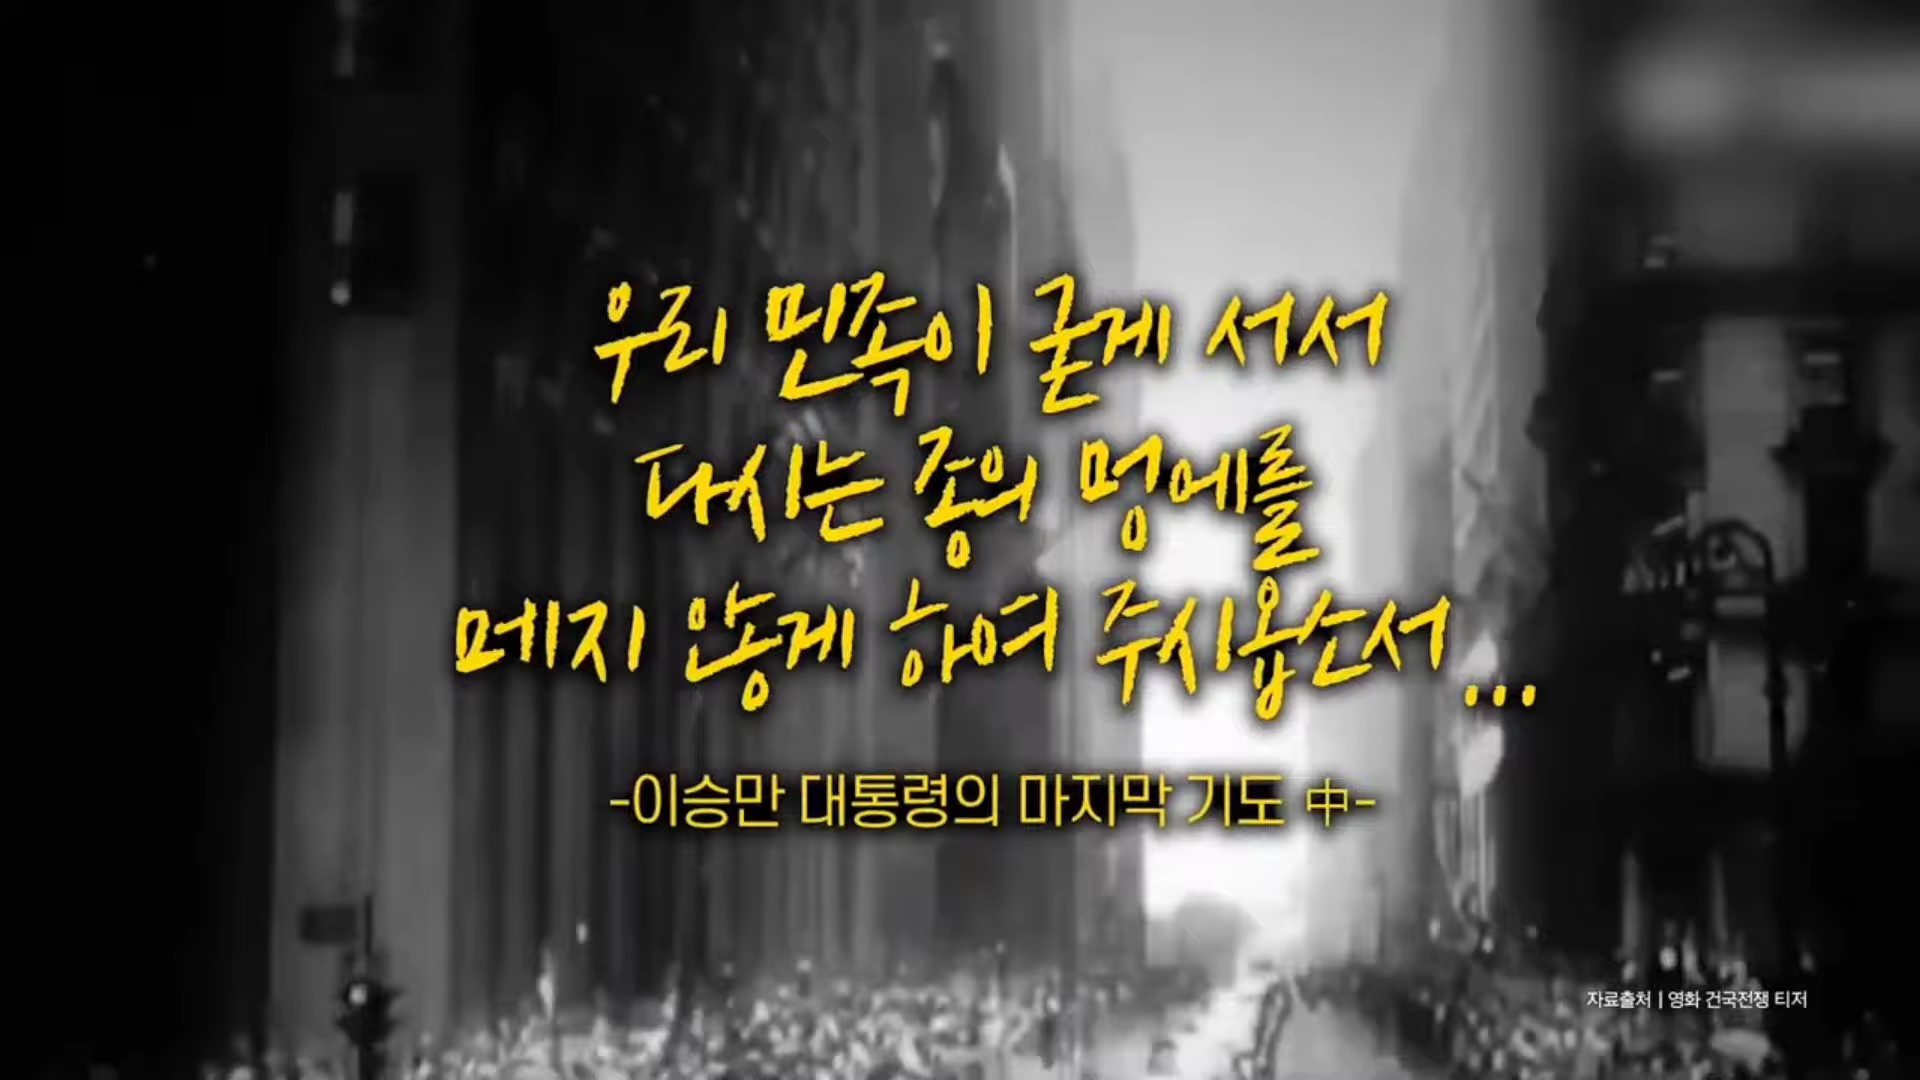 우리 민족이 굳게 서서
다시는 종의 멍에를
메지 않게 하여 주시옵소서...
-이승만 대통령의 마지막 기도 中-
자료출처 | 영화 건국전쟁 티저